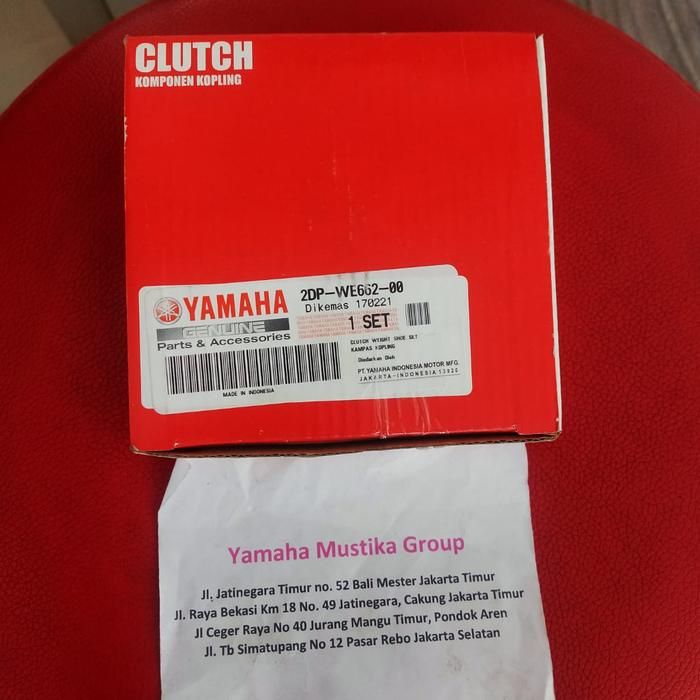 CLUTCH
KOMPONEN KOPLING
YAMAHA
GENUINE
Parts & Accessories
MADE IN INDONESIA
2DP-WE662-00
Dikemas 170221
1 SET
CLUTCH WEIGHT SHOE SET
KAMPAS KOPLING
Diedarkan Oleh
PT. YAMAHA INDONESIA MOTOR MFG.
JAKARTA-INDONESIA 13920
Yamaha Mustika Group
Jl. Jatinegara Timur no. 52 Bali Mester Jakarta Timur
Jl. Raya Bekasi Km 18 No. 49 Jatinegara, Cakung Jakarta Timur
Jl Ceger Raya No 40 Jurang Mangu Timur, Pondok Aren
Jl. Tb Simatupang No 12 Pasar Rebo Jakarta Selatan